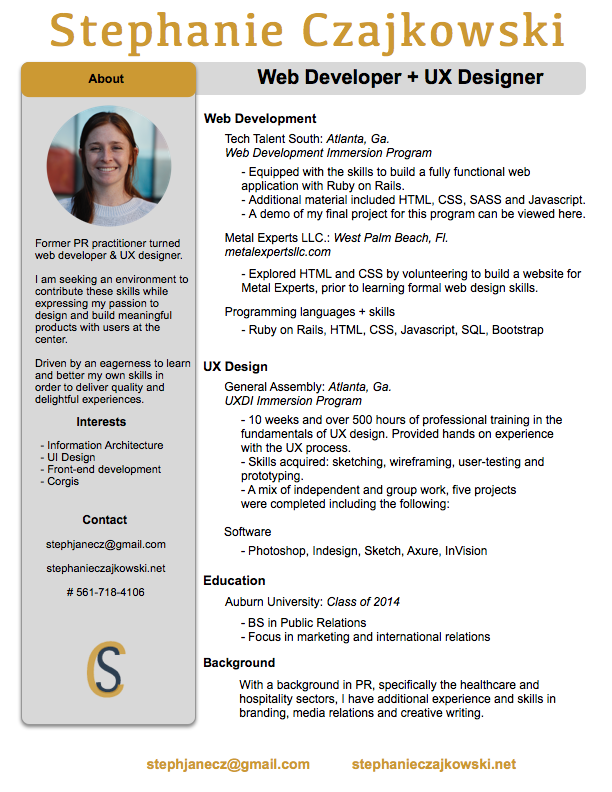 Stephanie Czajkowski
About
Web Developer + UX Designer
Former PR practitioner turned
web developer & UX designer.
I am seeking an environment to
contribute these skills while
expressing my passion to
design and build meaningful
products with users at the
center.
Driven by an eagerness to learn
and better my own skills in
order to deliver quality and
delightful experiences.
Interests
- Information Architecture
- UI Design
- Front-end development
- Corgis
Contact
stephjanecz@gmail.com
stephanieczajkowski.net
# 561-718-4106
CS
Web Development
Tech Talent South: Atlanta, Ga.
Web Development Immersion Program
- Equipped with the skills to build a fully functional web
application with Ruby on Rails.
- Additional material included HTML, CSS, SASS and Javascript.
- A demo of my final project for this program can be viewed here.
Metal Experts LLC.: West Palm Beach, Fl.
metalexpertsllc.com
- Explored HTML and CSS by volunteering to build a website for
Metal Experts, prior to learning formal web design skills.
Programming languages + skills
- Ruby on Rails, HTML, CSS, Javascript, SQL, Bootstrap
UX Design
General Assembly: Atlanta, Ga.
UXDI Immersion Program
- 10 weeks and over 500 hours of professional training in the
fundamentals of UX design. Provided hands on experience
with the UX process.
- Skills acquired: sketching, wireframing, user-testing and
prototyping.
- A mix of independent and group work, five projects
were completed including the following:
Software
- Photoshop, Indesign, Sketch, Axure, InVision
Education
Auburn University: Class of 2014
- BS in Public Relations
- Focus in marketing and international relations
Background
With a background in PR, specifically the healthcare and
hospitality sectors, I have additional experience and skills in
branding, media relations and creative writing.
stephjanecz@gmail.com
stephanieczajkowski.net